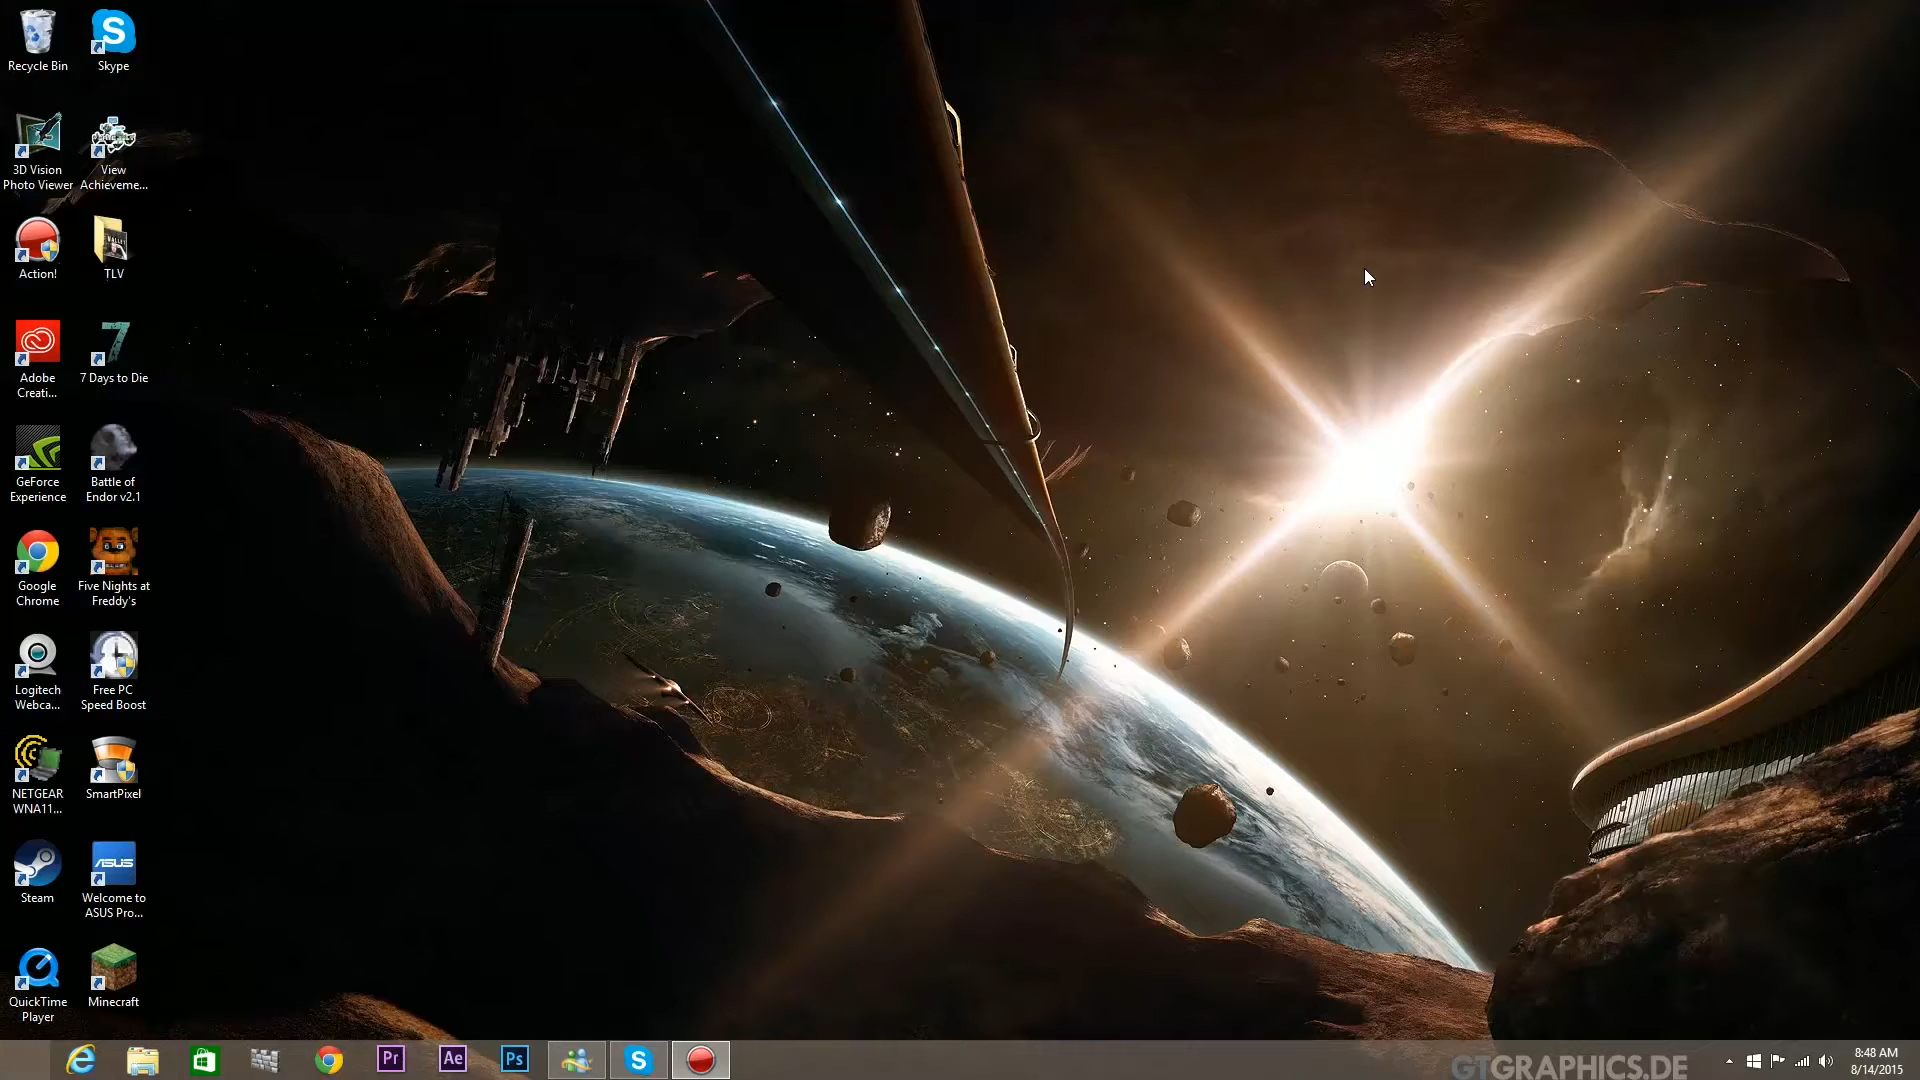 Recycle Bin
Skype
3D Vision
Photo Viewer
View
Achieveme...
Action!
TLV
Adobe
Creati...
7 Days to Die
GeForce
Experience
Battle of
Endor v2.1
Google
Chrome
Five Nights at
Freddy's
Logitech
Webca...
Free PC
Speed Boost
NETGEAR
WNA11...
SmartPixel
Steam
ASUS
Welcome to
ASUS Pro...
QuickTime
Player
Minecraft
Pr
Ae
Ps
GTGRAPHICS.DE
8:48 AM
8/14/2015